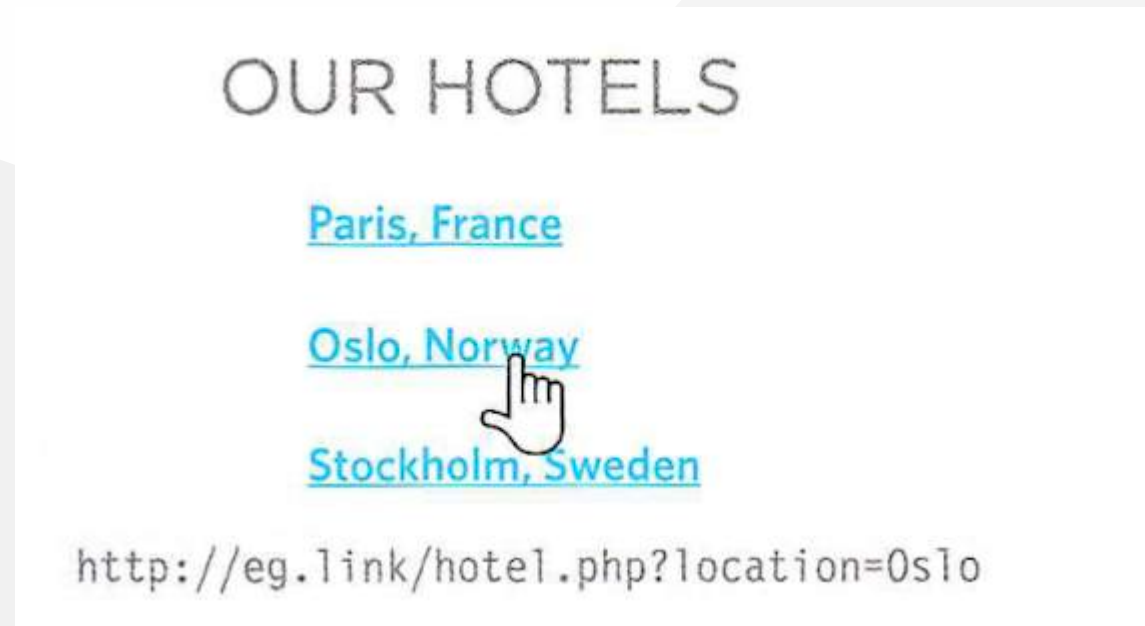 OUR HOTELS
Paris, France
Oslo, Norway
Stockholm, Sweden
http://eg.link/hotel.php?location=Oslo